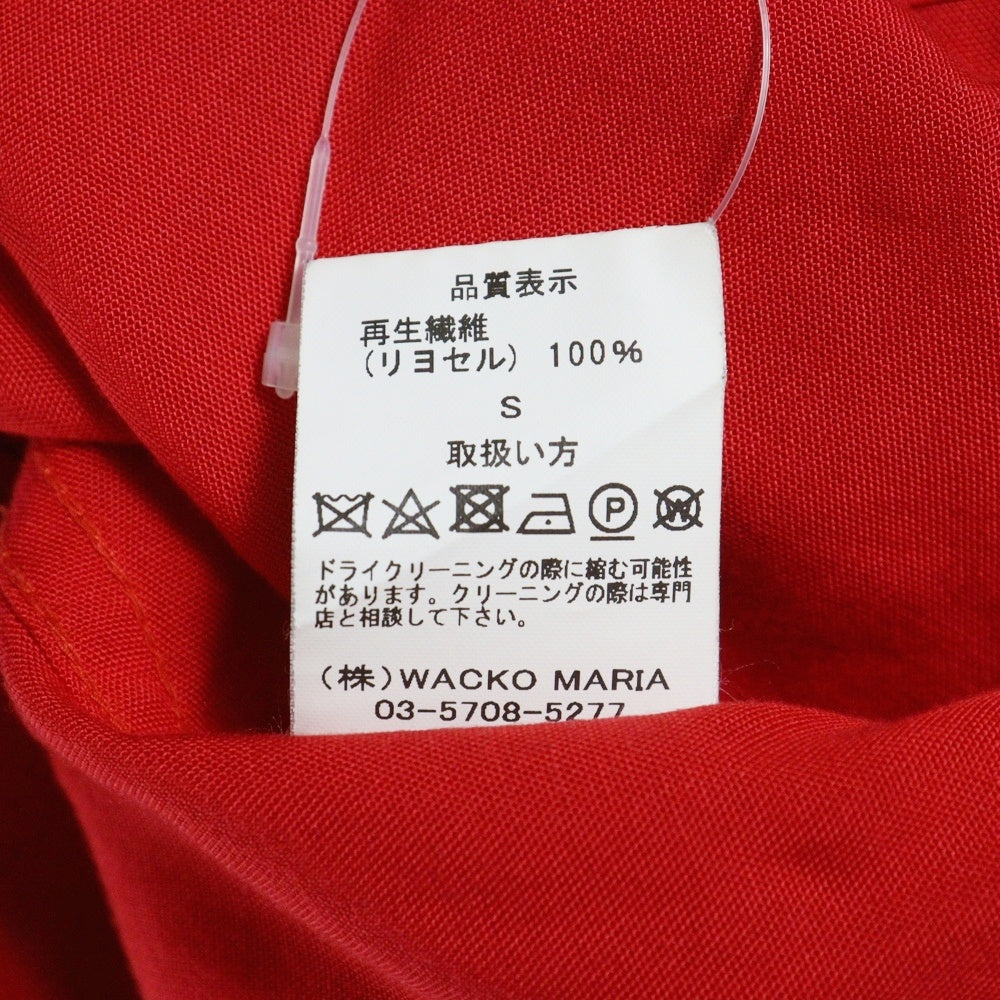 品質表示
再生繊維
(リヨセル) 100%
S
取扱い方
P W
ドライクリーニングの際に縮む可能性
があります。クリーニングの際は専門
店と相談して下さい。
(株)WACKO MARIA
03-5708-5277